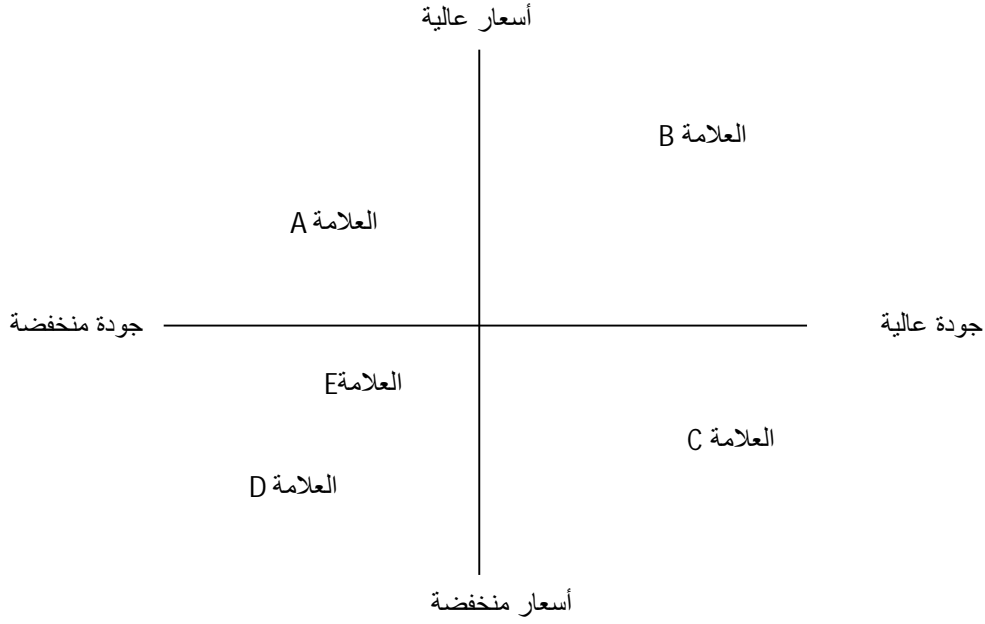 أسعار عالية
العلامة B
العلامة A
جودة عالية
جودة منخفضة
العلامةE
العلامة C
العلامة D
أسعار منخفضة